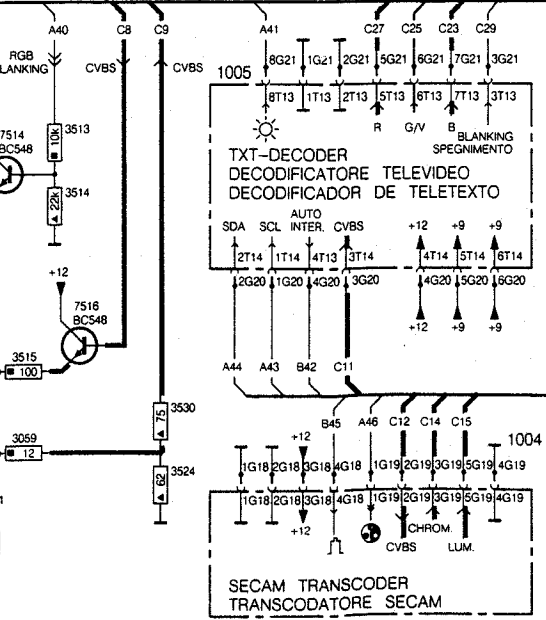 A40 C8 C9 A41 C27 C25 C23 C29
RGB
LANKING
CVBS CVBS
8G21 1G21 2G21 5G21 6G21 7G21 3G21
1005
8T13 1T13 2T13 5T13 6T13 7T13 3T13
R G/V B BLANKING
SPEGNIMENTO
7514
BC548
10k 3513
22k 3514
TXT-DECODER
DECODIFICATORE TELEVIDEO
DECODIFICADOR DE TELETEXTO
SDA SCL AUTO
INTER. CVBS
+12 +9 +9
2T14 1T14 4T13 3T14 4T14 5T14 6T14
2G20 1G20 4G20 3G20 4G20 5G20 6G20
+12 +9 +9
+12
7516
BC548
3515
100
A44 A43 B42 C11
75 3530
3059
12
62 3524
B45 A46 C12 C14 C15
1004
+12
1G18 2G18 3G18 4G18 1G19 2G19 3G19 5G19 4G19
1G18 2G18 3G18 4G18 1G19 2G19 3G19 5G19 4G19
+12
CHROM.
CVBS LUM.
SECAM TRANSCODER
TRANSCODATORE SECAM